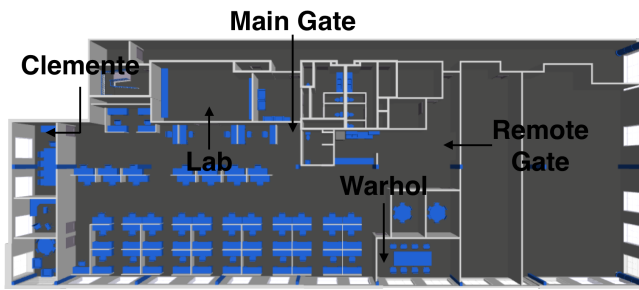 Main Gate
Clemente
Lab
Remote
Gate
Warhol